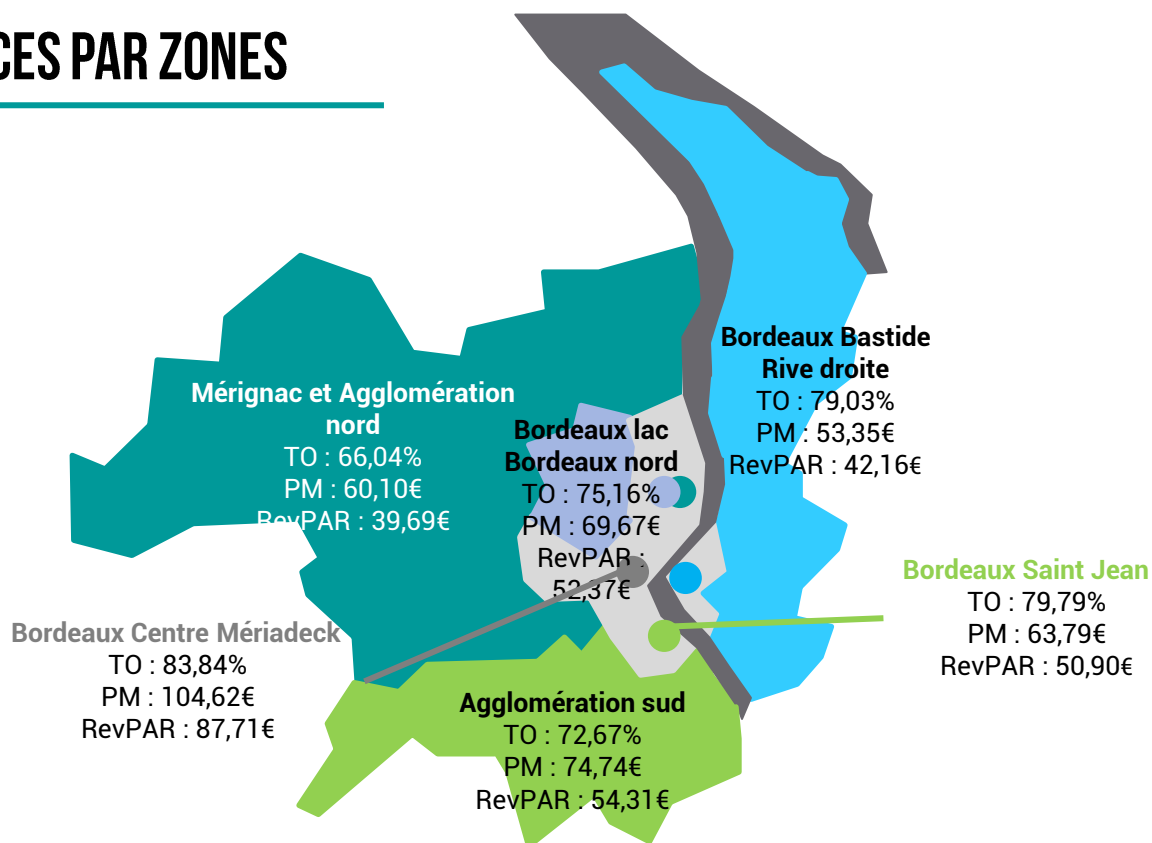 CES PAR ZONES
Mérignac et Agglomération
nord
TO : 66,04%
PM : 60,10€
RevPAR : 39,69€
Bordeaux lac
Bordeaux nord
TO : 75,16%
PM : 69,67€
RevPAR :
52,37€
Bordeaux Bastide
Rive droite
TO : 79,03%
PM : 53,35€
RevPAR : 42,16€
Bordeaux Saint Jean
TO : 79,79%
PM : 63,79€
RevPAR : 50,90€
Bordeaux Centre Mériadeck
TO : 83,84%
PM : 104,62€
RevPAR : 87,71€
Agglomération sud
TO : 72,67%
PM : 74,74€
RevPAR : 54,31€